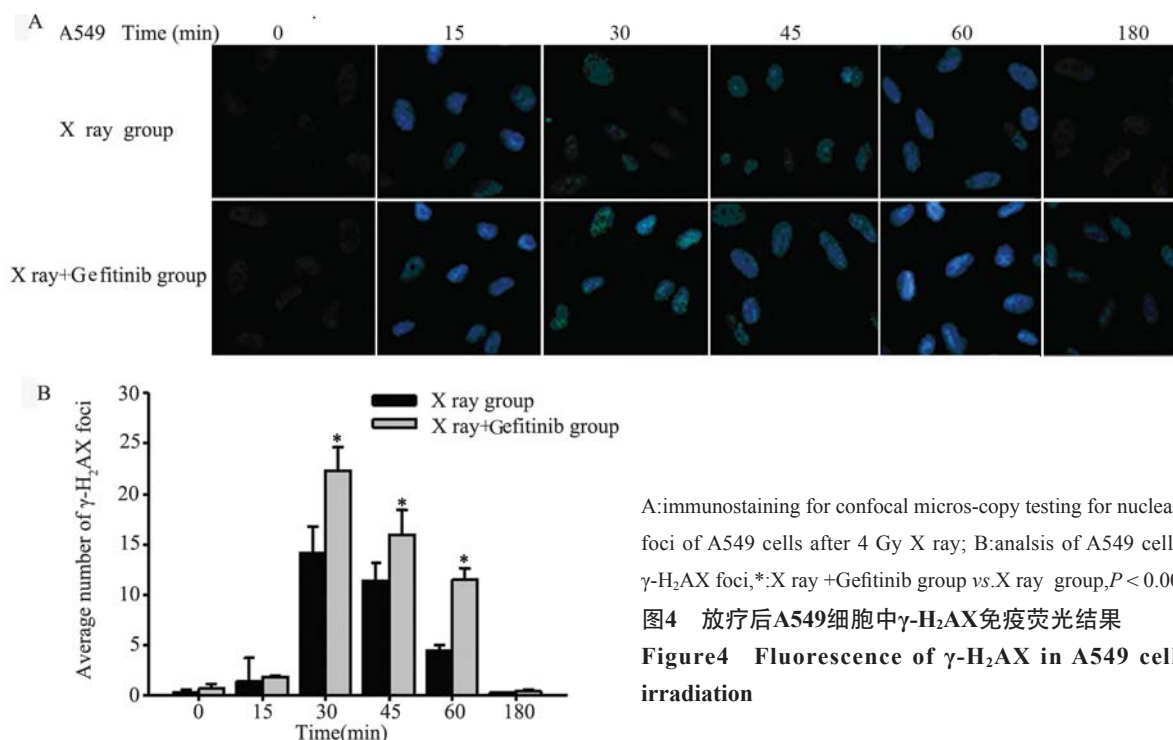 A
A549 Time (min) 0 15 30 45 60 180
X ray group
X ray+Gefitinib group
B
30
25
20
15
10
5
0
Average number of γ-H₂AX foci
X ray group
X ray+Gefitinib group
*
*
*
0 15 30 45 60 180
Time(min)
A:immunostaining for confocal micros-copy testing for nuclear
foci of A549 cells after 4 Gy X ray; B:analsis of A549 cell
γ-H₂AX foci,*:X ray +Gefitinib group vs.X ray group,P<0.00
图4 放疗后A549细胞中γ-H₂AX免疫荧光结果
Figure4 Fluorescence of γ-H₂AX in A549 cell
irradiation